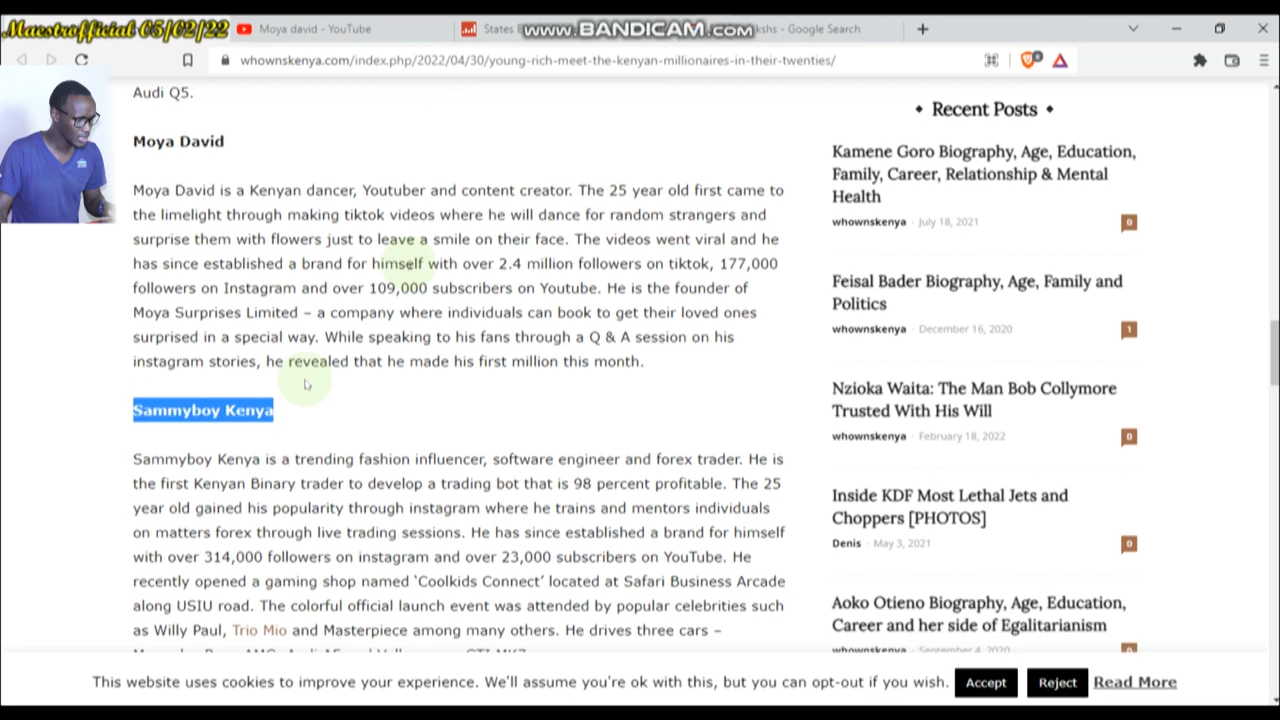 Maestrofficial 05/02/22
Moya david - YouTube
States
www.BANDICAM.com
kshs - Google Search
whownskenya.com/index.php/2022/04/30/young-rich-meet-the-kenyan-millionaires-in-their-twenties/
Audi Q5.
Moya David
Moya David is a Kenyan dancer, Youtuber and content creator. The 25 year old first came to
the limelight through making tiktok videos where he will dance for random strangers and
surprise them with flowers just to leave a smile on their face. The videos went viral and he
has since established a brand for himself with over 2.4 million followers on tiktok, 177,000
followers on Instagram and over 109,000 subscribers on Youtube. He is the founder of
Moya Surprises Limited – a company where individuals can book to get their loved ones
surprised in a special way. While speaking to his fans through a Q & A session on his
instagram stories, he revealed that he made his first million this month.
Sammyboy Kenya
Sammyboy Kenya is a trending fashion influencer, software engineer and forex trader. He is
the first Kenyan Binary trader to develop a trading bot that is 98 percent profitable. The 25
year old gained his popularity through instagram where he trains and mentors individuals
on matters forex through live trading sessions. He has since established a brand for himself
with over 314,000 followers on instagram and over 23,000 subscribers on YouTube. He
recently opened a gaming shop named ‘Coolkids Connect’ located at Safari Business Arcade
along USIU road. The colorful official launch event was attended by popular celebrities such
as Willy Paul, Trio Mio and Masterpiece among many others. He drives three cars –
Recent Posts
Kamene Goro Biography, Age, Education,
Family, Career, Relationship & Mental
Health
whownskenya - July 18, 2021
0
Feisal Bader Biography, Age, Family and
Politics
whownskenya - December 16, 2020
1
Nzioka Waita: The Man Bob Collymore
Trusted With His Will
whownskenya - February 18, 2022
0
Inside KDF Most Lethal Jets and
Choppers [PHOTOS]
Denis - May 3, 2021
0
Aoko Otieno Biography, Age, Education,
Career and her side of Egalitarianism
whownskenya - September 4, 2020
This website uses cookies to improve your experience. We'll assume you're ok with this, but you can opt-out if you wish.
Accept
Reject
Read More